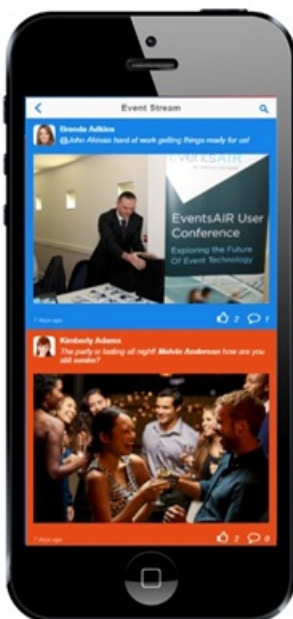 Event Stream
Brenda Adkins
@John Ahinsio hard at work getting things ready for us!
EVENTSAIR
EventsAIR User
Conference
Exploring the Future
Of Event Technology
7 days ago
2 1
Kimberly Adams
The party is lasting all night! Melvin Anderson how are you
still awake?
7 days ago
2 0